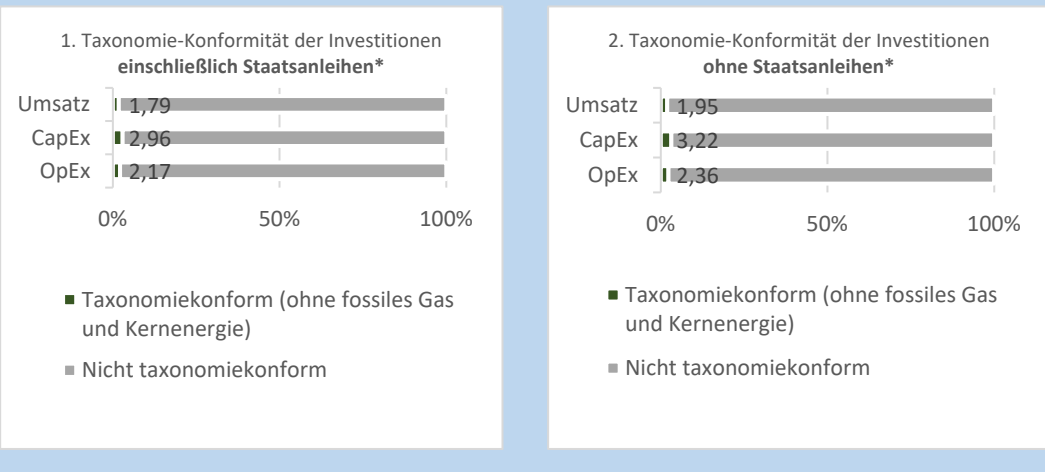 1. Taxonomie-Konformität der Investitionen
einschließlich Staatsanleihen*
Umsatz 1,79
CapEx 2,96
OpEx 2,17
0% 50% 100%
Taxonomiekonform (ohne fossiles Gas
und Kernenergie)
Nicht taxonomiekonform
2. Taxonomie-Konformität der Investitionen
ohne Staatsanleihen*
Umsatz 1,95
CapEx 3,22
OpEx 2,36
0% 50% 100%
Taxonomiekonform (ohne fossiles Gas
und Kernenergie)
Nicht taxonomiekonform